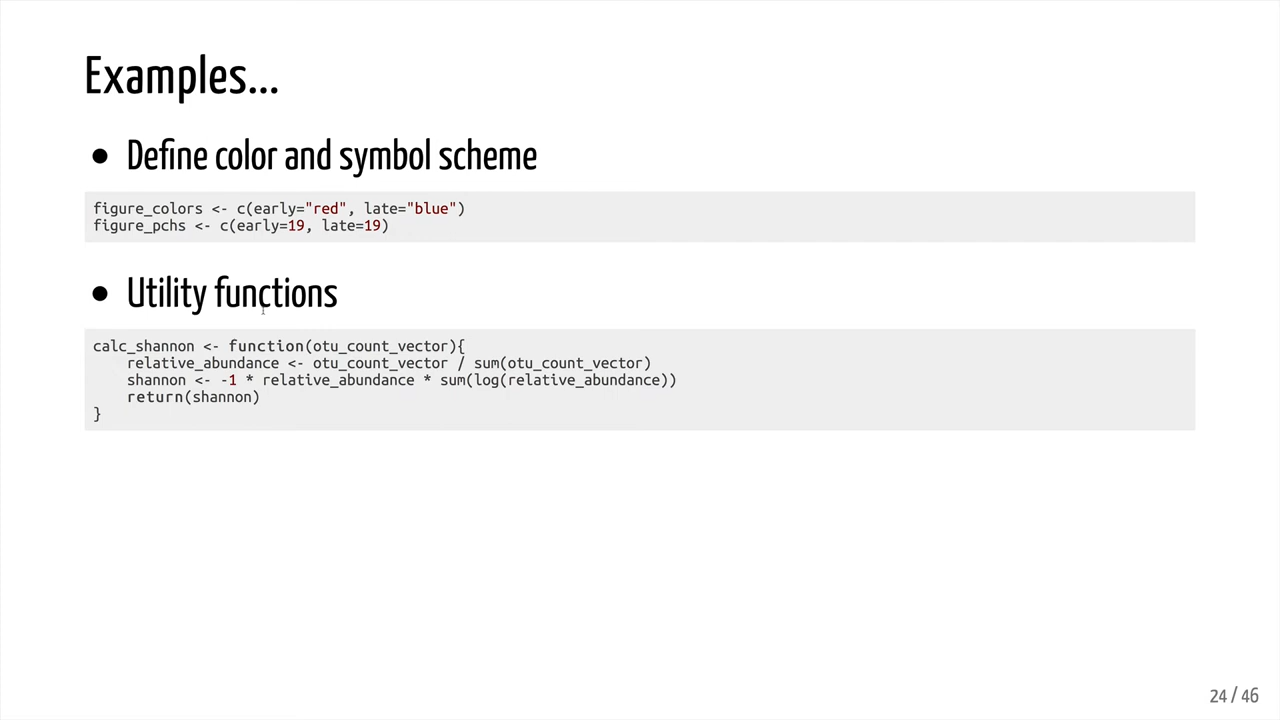 Examples...
• Define color and symbol scheme
figure_colors <- c(early="red", late="blue")
figure_pchs <- c(early=19, late=19)
• Utility functions
calc_shannon <- function(otu_count_vector){
    relative_abundance <- otu_count_vector / sum(otu_count_vector)
    shannon <- -1 * relative_abundance * sum(log(relative_abundance))
    return(shannon)
}
24 / 46